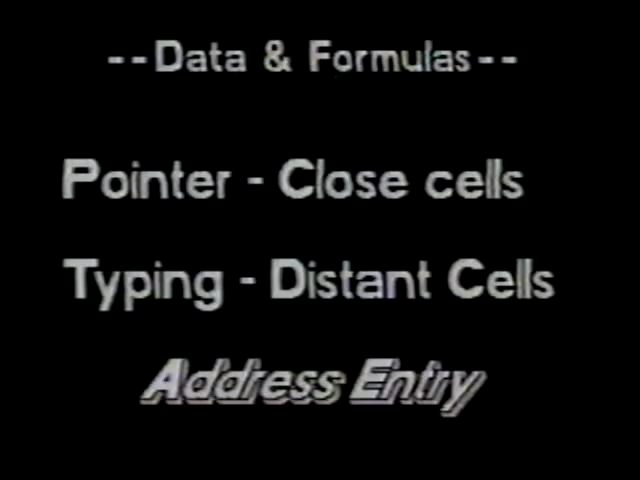 --Data & Formulas--
Pointer - Close cells
Typing - Distant Cells
Address Entry